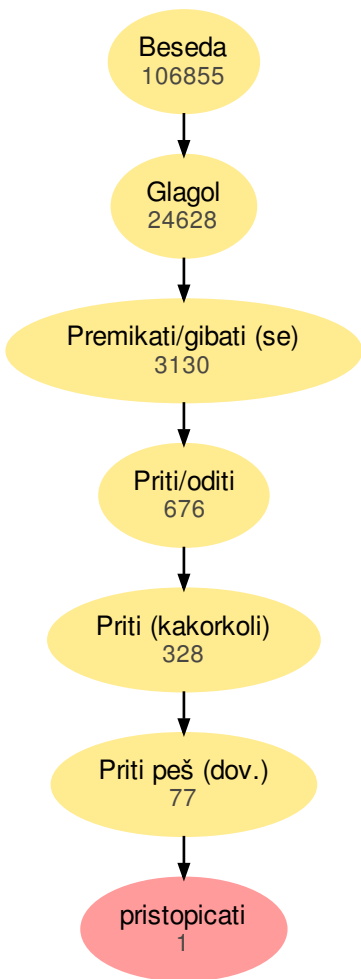 Beseda
106855
Glagol
24628
Premikati/gibati (se)
3130
Priti/oditi
676
Priti (kakorkoli)
328
Priti peš (dov.)
77
pristopicati
1